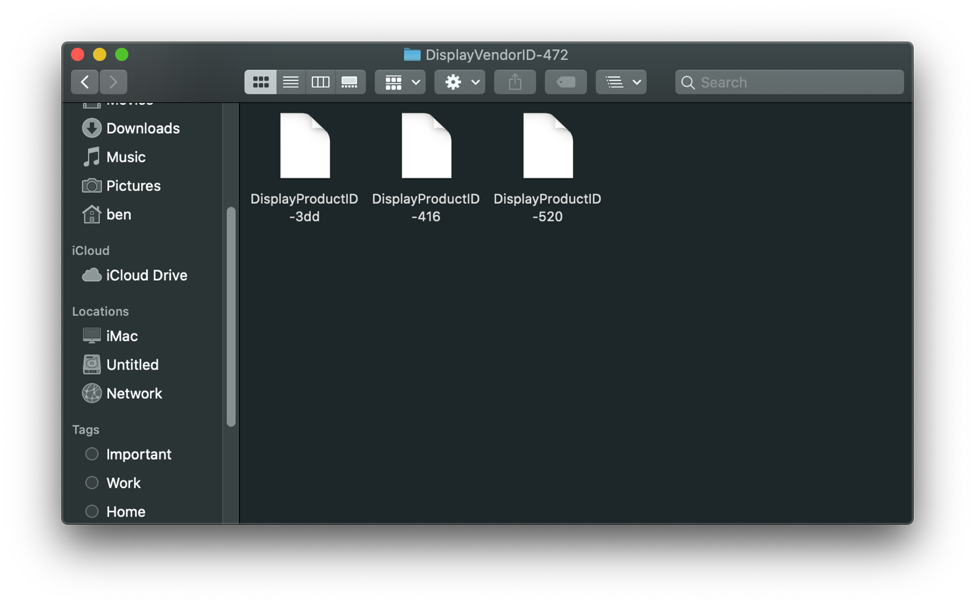 DisplayVendorID-472
Search
Movies
Downloads
Music
Pictures
ben
iCloud
iCloud Drive
Locations
iMac
Untitled
Network
Tags
Important
Work
Home
DisplayProductID
-3dd
DisplayProductID
-416
DisplayProductID
-520